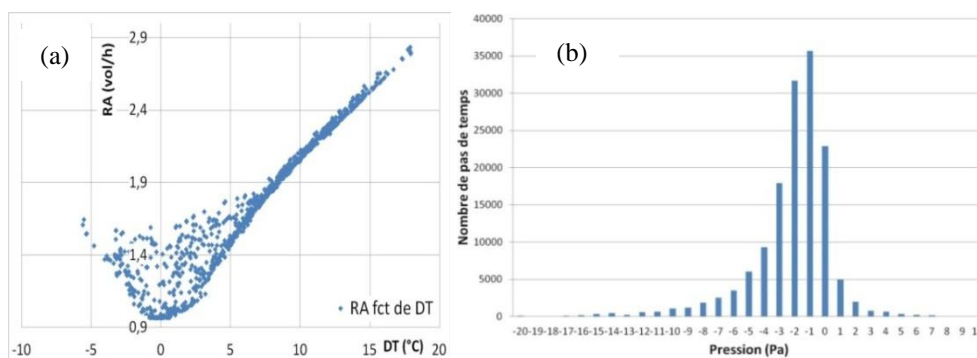 (a)
2,9
2,4
1,9
1,4
0,9
RA (vol/h)
-10 -5 0 5 10 15 20
DT (°C)
RA fct de DT
(b)
40000
35000
30000
25000
20000
15000
10000
5000
0
Nombre de pas de temps
-20-19-18-17-16-15-14-13-12-11-10 -9 -8 -7 -6 -5 -4 -3 -2 -1 0 1 2 3 4 5 6 7 8 9
Pression (Pa)